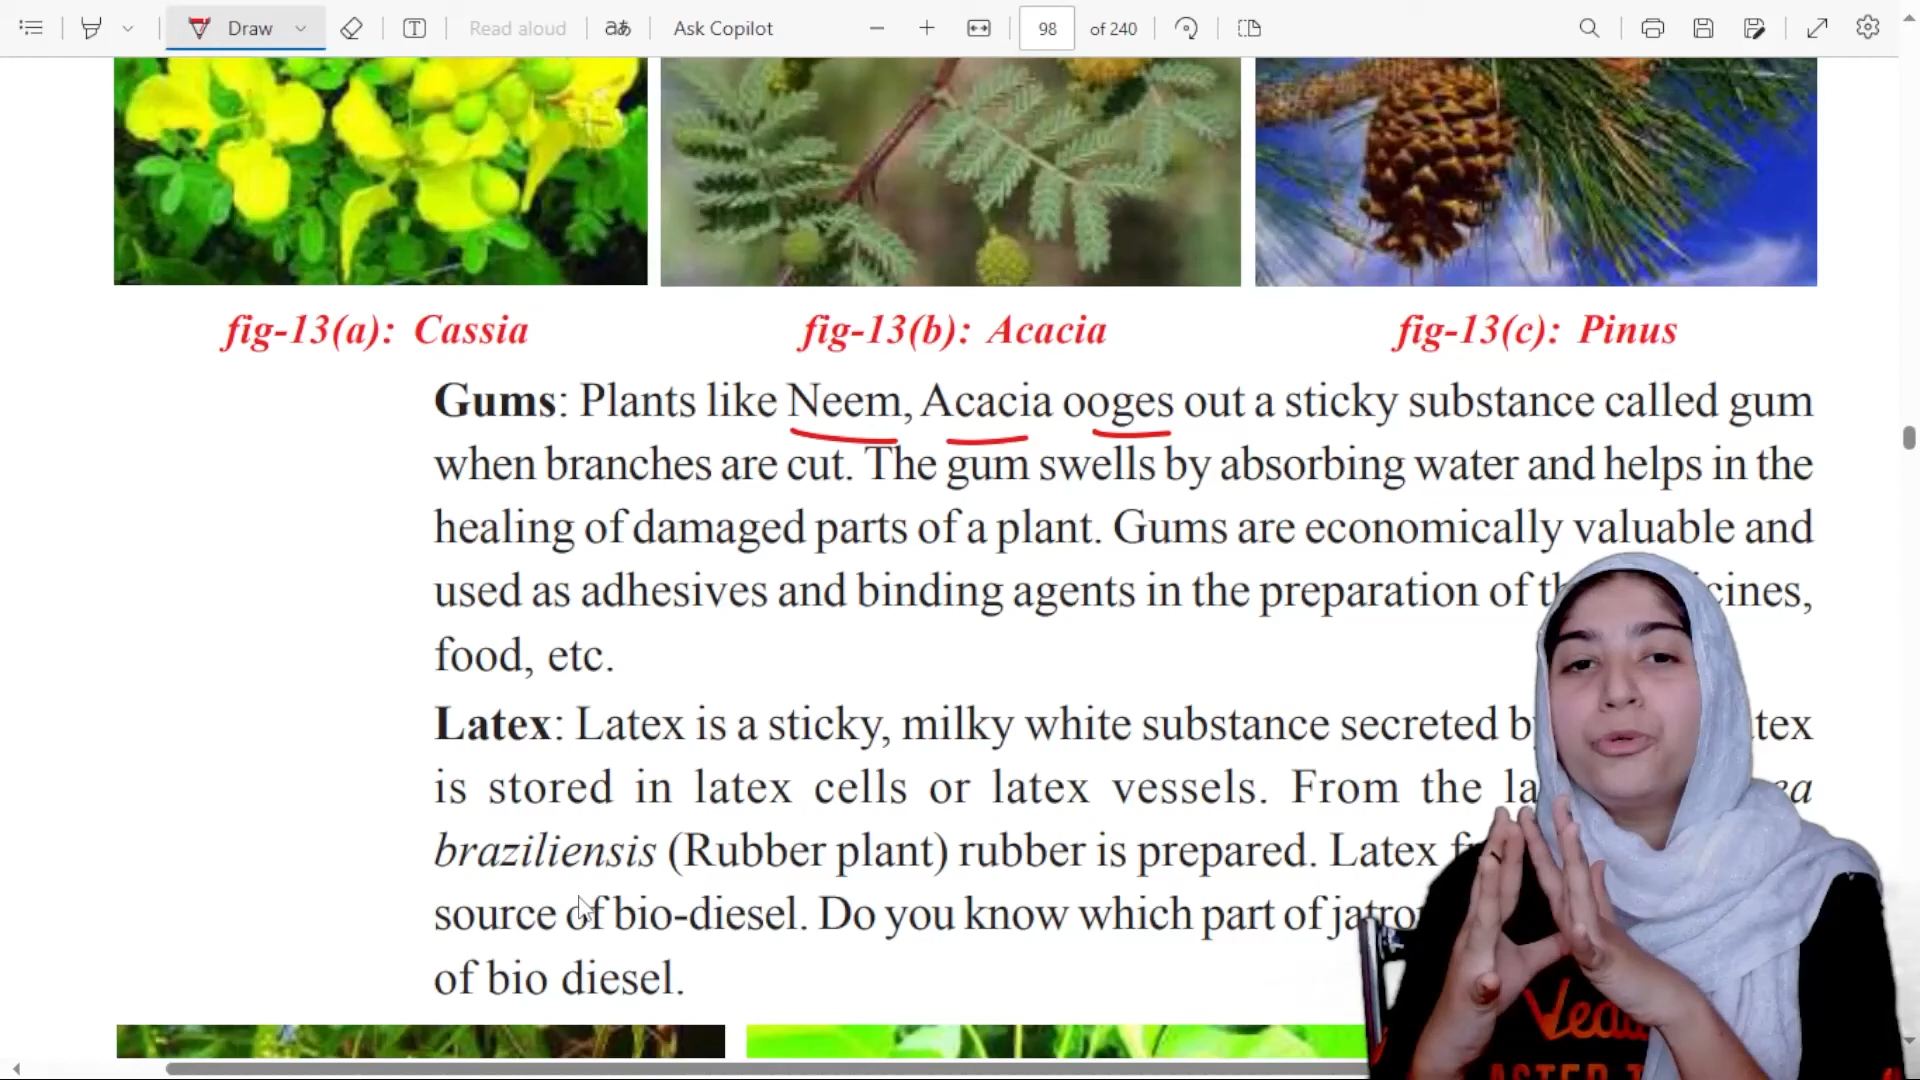 Draw
Read aloud
aあ
Ask Copilot
98
of 240
fig-13(a): Cassia
fig-13(b): Acacia
fig-13(c): Pinus
Gums: Plants like Neem, Acacia ooges out a sticky substance called gum
when branches are cut. The gum swells by absorbing water and helps in the
healing of damaged parts of a plant. Gums are economically valuable and
used as adhesives and binding agents in the preparation of
food, etc.
Latex: Latex is a sticky, milky white substance secreted
is stored in latex cells or latex vessels. From the
braziliensis (Rubber plant) rubber is prepared. Latex
source of bio-diesel. Do you know which part of
of bio diesel.